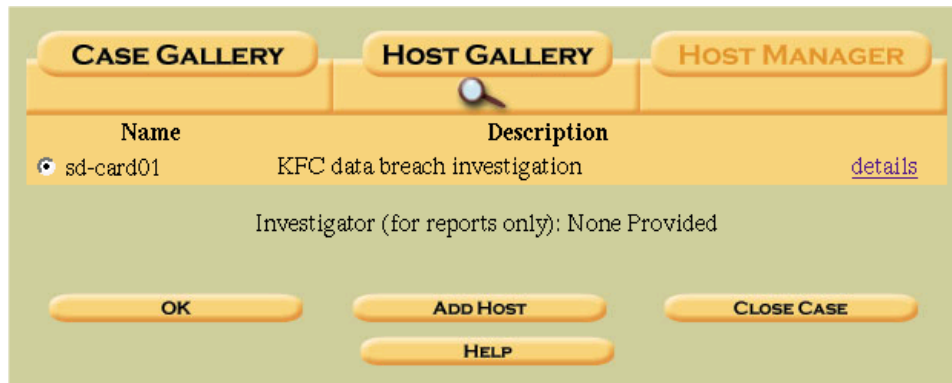 CASE GALLERY HOST GALLERY HOST MANAGER
Name Description
sd-card01 KFC data breach investigation details
Investigator (for reports only): None Provided
OK ADD HOST CLOSE CASE
HELP